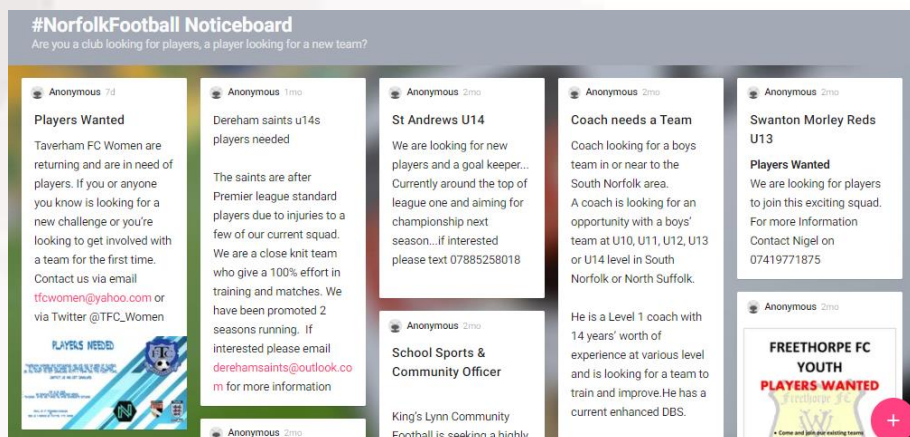 #NorfolkFootball Noticeboard
Are you a club looking for players, a player looking for a new team?
Anonymous 7d
Players Wanted
Taverham FC Women are
returning and are in need of
players. If you or anyone
you know is looking for a
new challenge or you're
looking to get involved with
a team for the first time.
Contact us via email
tfcwomen@yahoo.com or
via Twitter @TFC_Women
PLAYERS NEEDED
Anonymous 1mo
Dereham saints u14s
players needed
The saints are after
Premier league standard
players due to injuries to a
few of our current squad.
We are a close knit team
who give a 100% effort in
training and matches. We
have been promoted 2
seasons running. If
interested please email
derehamsaints@outlook.co
m for more information
Anonymous 2mo
Anonymous 2mo
St Andrews U14
We are looking for new
players and a goal keeper...
Currently around the top of
league one and aiming for
championship next
season...if interested
please text 07885258018
Anonymous 2mo
School Sports &
Community Officer
King's Lynn Community
Football is seeking a highly
Anonymous 2mo
Coach needs a Team
Coach looking for a boys
team in or near to the
South Norfolk area.
A coach is looking for an
opportunity with a boys'
team at U10, U11, U12, U13
or U14 level in South
Norfolk or North Suffolk.
He is a Level 1 coach with
14 years' worth of
experience at various level
and is looking for a team to
train and improve.He has a
current enhanced DBS.
Anonymous 2mo
Swanton Morley Reds
U13
Players Wanted
We are looking for players
to join this exciting squad.
For more Information
Contact Nigel on
07419771875
Anonymous 2mo
FREETHORPE FC
YOUTH
PLAYERS WANTED
Freethorpe FC
• Come and join our existing teams